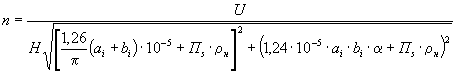 n = U / (H√([1,26/π (a_i + b_i)·10^-5 + П_s·ρ_н]^2 + (1,24·10^-5·a_i·b_i·α + П_s·ρ_н)^2))